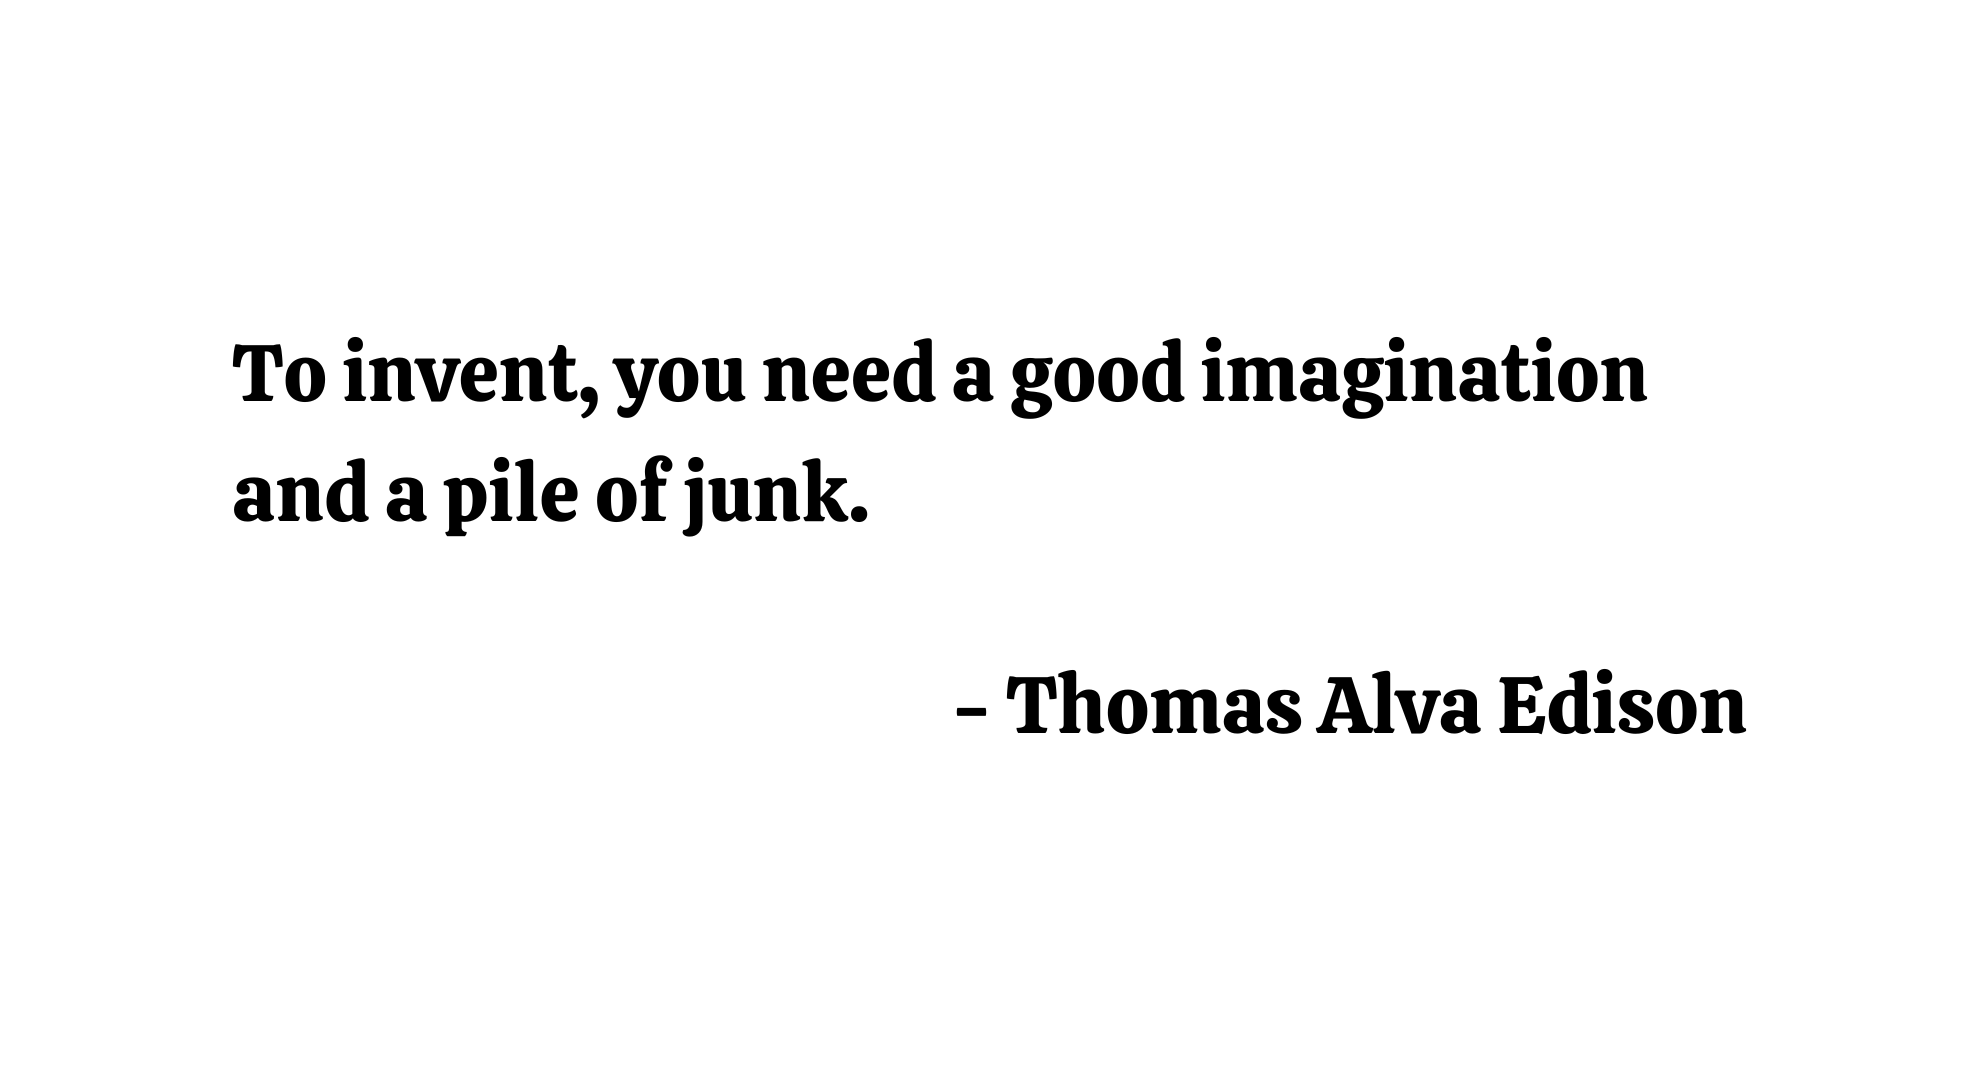 To invent, you need a good imagination
and a pile of junk.
- Thomas Alva Edison